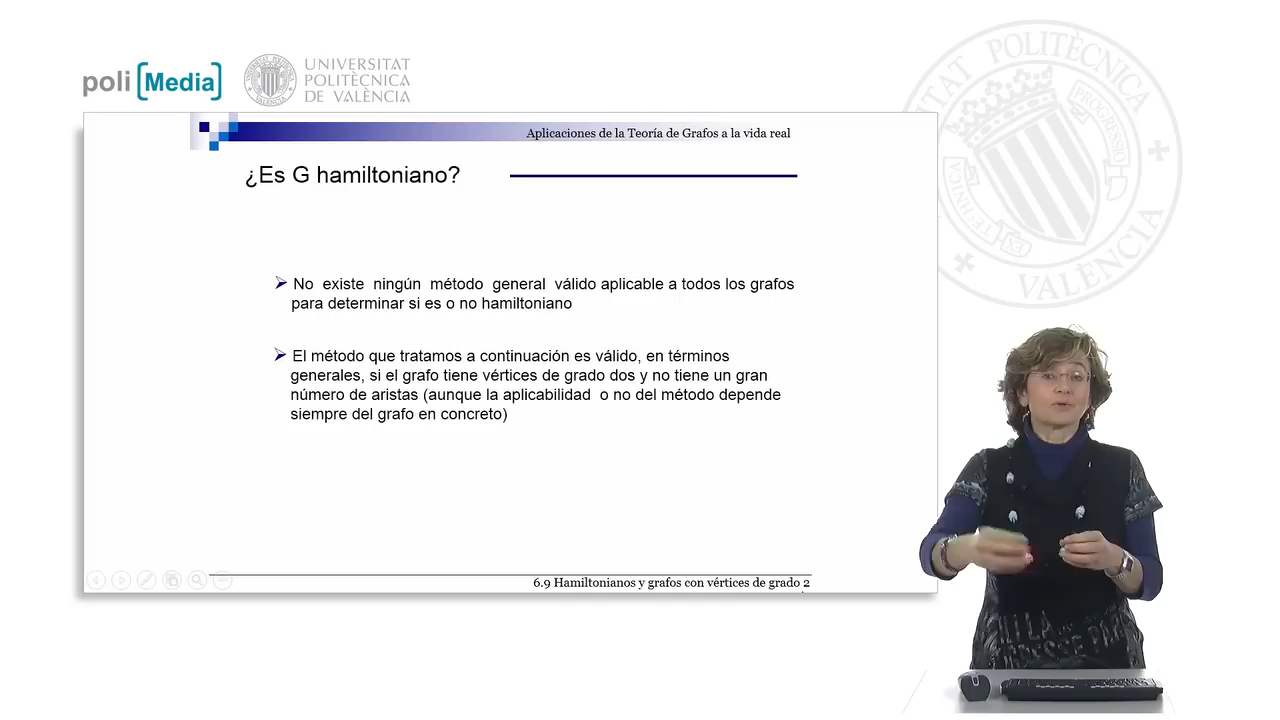 poli [Media]
UNIVERSITAT
POLITÈCNICA
DE VALÈNCIA
Aplicaciones de la Teoría de Grafos a la vida real
¿Es G hamiltoniano?
No existe ningún método general válido aplicable a todos los grafos
para determinar si es o no hamiltoniano
El método que tratamos a continuación es válido, en términos
generales, si el grafo tiene vértices de grado dos y no tiene un gran
número de aristas (aunque la aplicabilidad o no del método depende
siempre del grafo en concreto)
6.9 Hamiltonianos y grafos con vértices de grado 2
POLITÈCNICA
VALÈNCIA